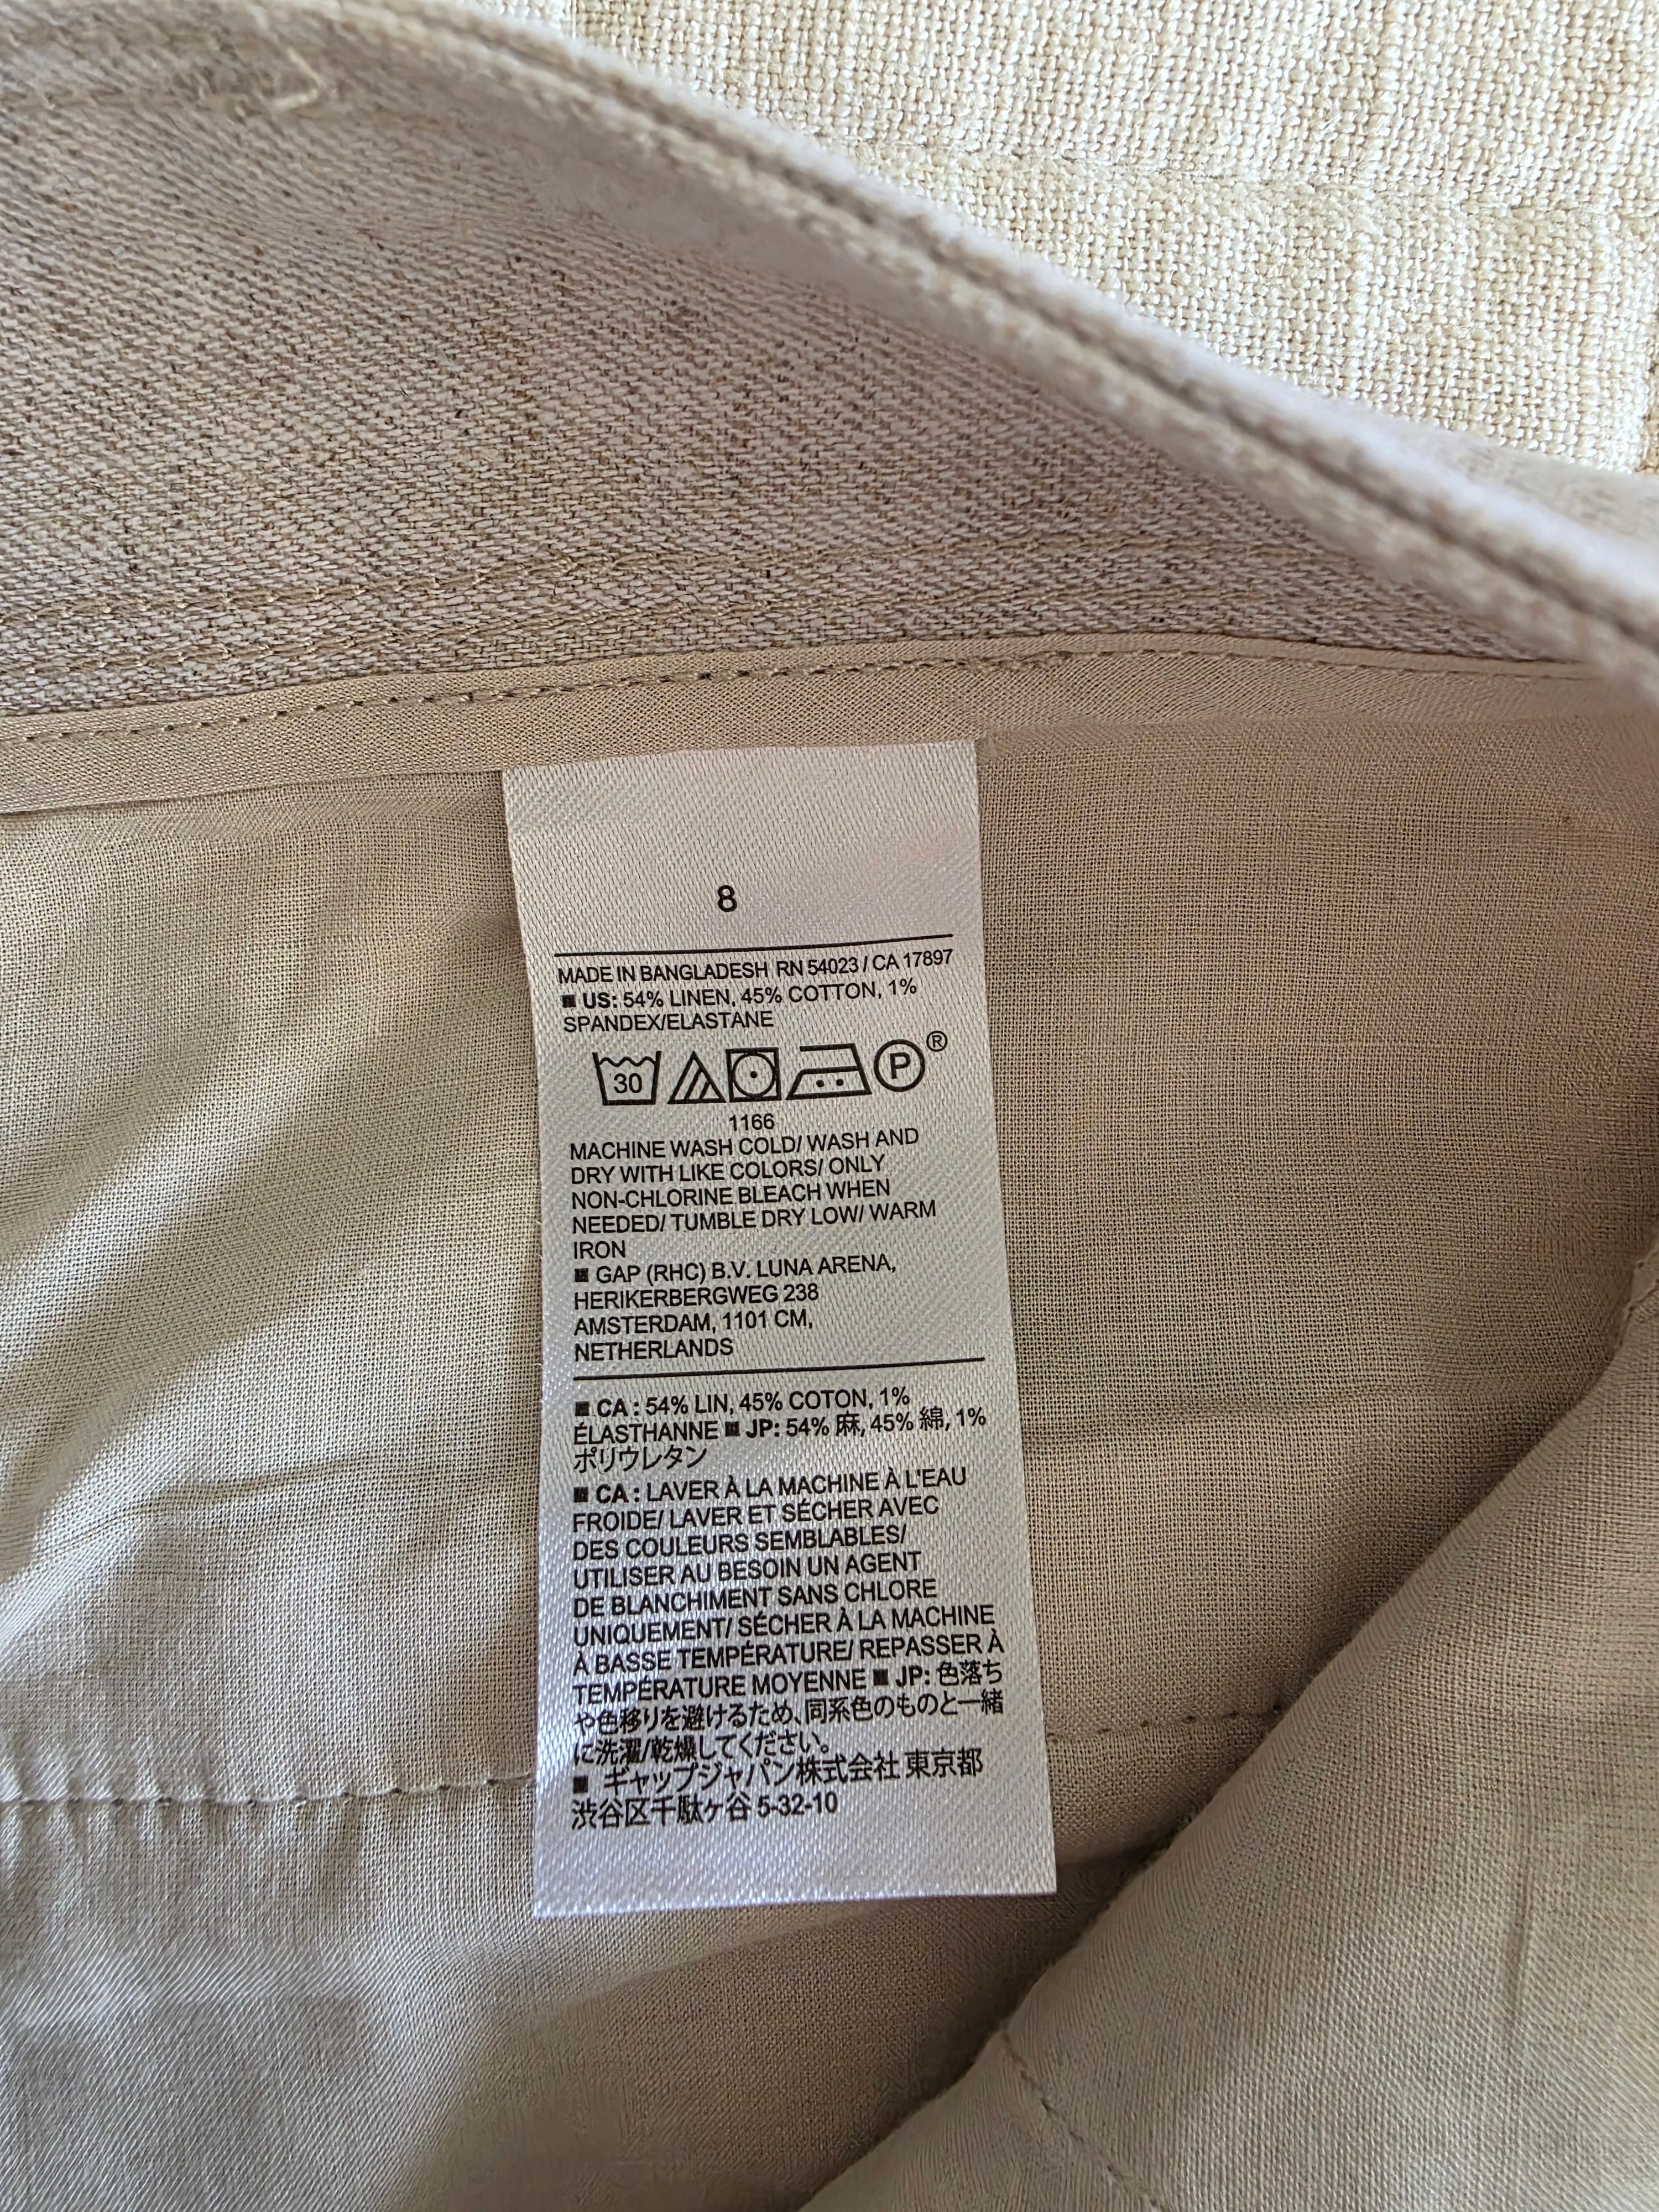 8
MADE IN BANGLADESH RN 54023 / CA 17897
■ US: 54% LINEN, 45% COTTON, 1%
SPANDEX/ELASTANE
30 P ®
1166
MACHINE WASH COLD/ WASH AND
DRY WITH LIKE COLORS/ ONLY
NON-CHLORINE BLEACH WHEN
NEEDED/ TUMBLE DRY LOW/ WARM
IRON
■ GAP (RHC) B.V. LUNA ARENA,
HERIKERBERGWEG 238
AMSTERDAM, 1101 CM,
NETHERLANDS
■ CA : 54% LIN, 45% COTON, 1%
ÉLASTHANNE ■ JP: 54% 麻, 45% 綿, 1%
ポリウレタン
■ CA : LAVER À LA MACHINE À L'EAU
FROIDE/ LAVER ET SÉCHER AVEC
DES COULEURS SEMBLABLES/
UTILISER AU BESOIN UN AGENT
DE BLANCHIMENT SANS CHLORE
UNIQUEMENT/ SÉCHER À LA MACHINE
À BASSE TEMPÉRATURE/ REPASSER À
TEMPÉRATURE MOYENNE ■ JP: 色落ち
や色移りを避けるため、同系色のものと一緒
に洗濯/乾燥してください。
■ ギャップジャパン株式会社 東京都
渋谷区千駄ヶ谷 5-32-10